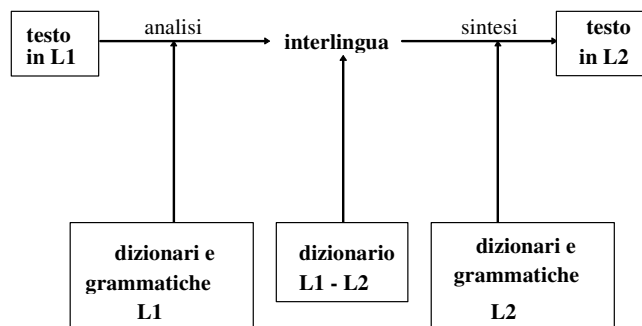 testo
in L1
analisi
interlingua
sintesi
testo
in L2
dizionari e
grammatiche
L1
dizionario
L1 - L2
dizionari e
grammatiche
L2